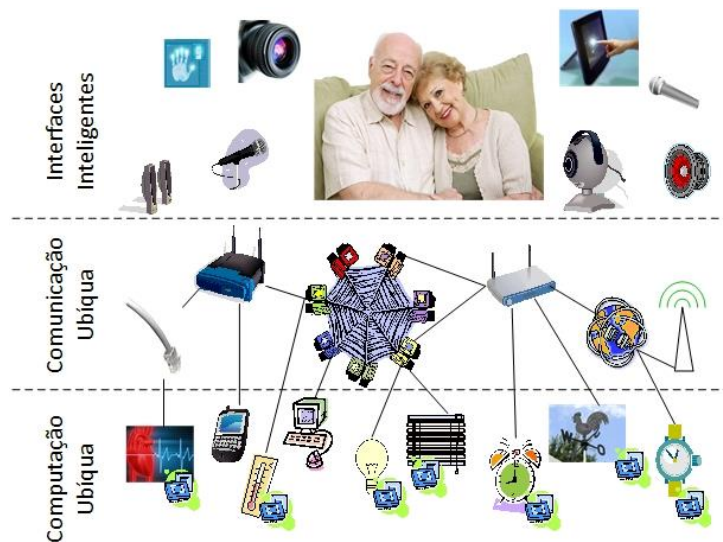 Interfaces
Inteligentes
Comunicação
Ubíqua
Computação
Ubíqua